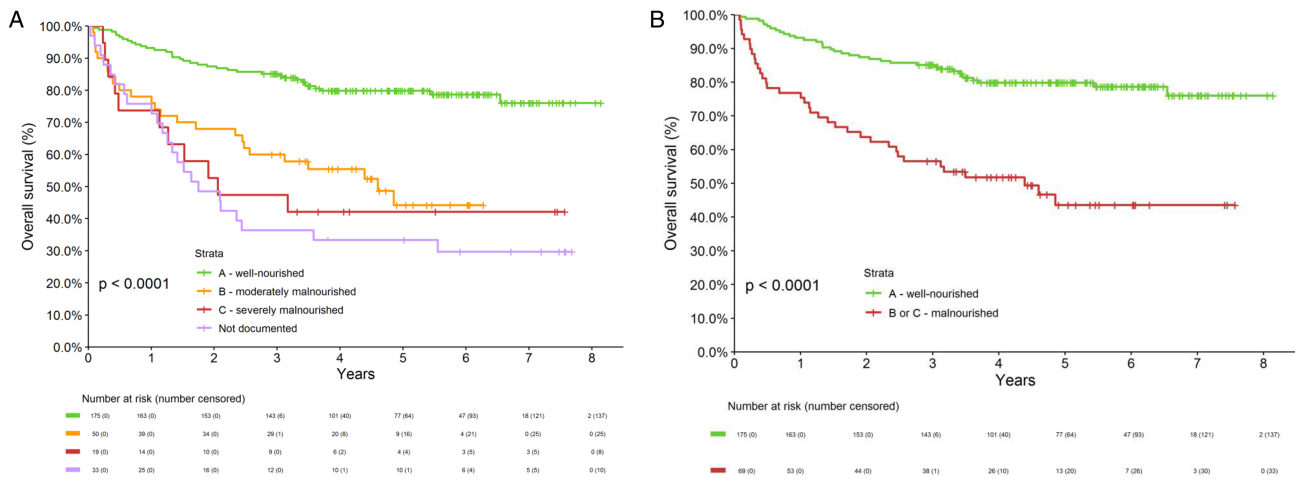 A
100.0%
90.0%
80.0%
70.0%
60.0%
50.0%
40.0%
30.0%
20.0%
10.0%
0.0%
Overall survival (%)
Strata
A - well-nourished
B - moderately malnourished
C - severely malnourished
Not documented
p < 0.0001
0 1 2 3 4 5 6 7 8
Years
Number at risk (number censored)
175 (0) 163 (0) 153 (0) 143 (6) 101 (40) 77 (64) 47 (93) 18 (121) 2 (137)
50 (0) 39 (0) 34 (0) 29 (1) 20 (8) 9 (16) 4 (21) 0 (25) 0 (25)
19 (0) 14 (0) 10 (0) 9 (0) 6 (2) 4 (4) 3 (5) 3 (5) 0 (8)
33 (0) 25 (0) 16 (0) 12 (0) 10 (1) 10 (1) 6 (4) 5 (5) 0 (10)
B
100.0%
90.0%
80.0%
70.0%
60.0%
50.0%
40.0%
30.0%
20.0%
10.0%
0.0%
Overall survival (%)
Strata
A - well-nourished
B or C - malnourished
p < 0.0001
0 1 2 3 4 5 6 7 8
Years
Number at risk (number censored)
175 (0) 163 (0) 153 (0) 143 (6) 101 (40) 77 (64) 47 (93) 18 (121) 2 (137)
69 (0) 53 (0) 44 (0) 38 (1) 26 (10) 13 (20) 7 (26) 3 (30) 0 (33)